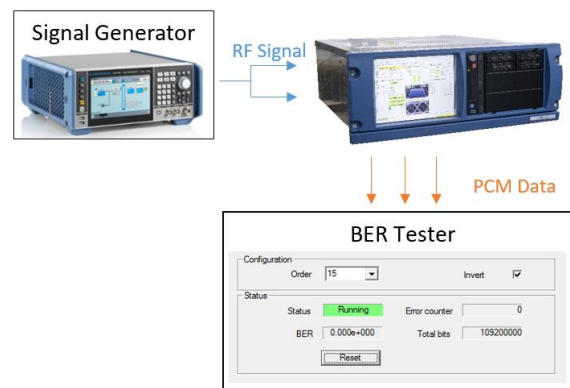 Signal Generator
RF Signal
PCM Data
BER Tester
Configuration
Order 15 Invert
Status
Status Running Error counter 0
BER 0.000e+000 Total bits 109200000
Reset